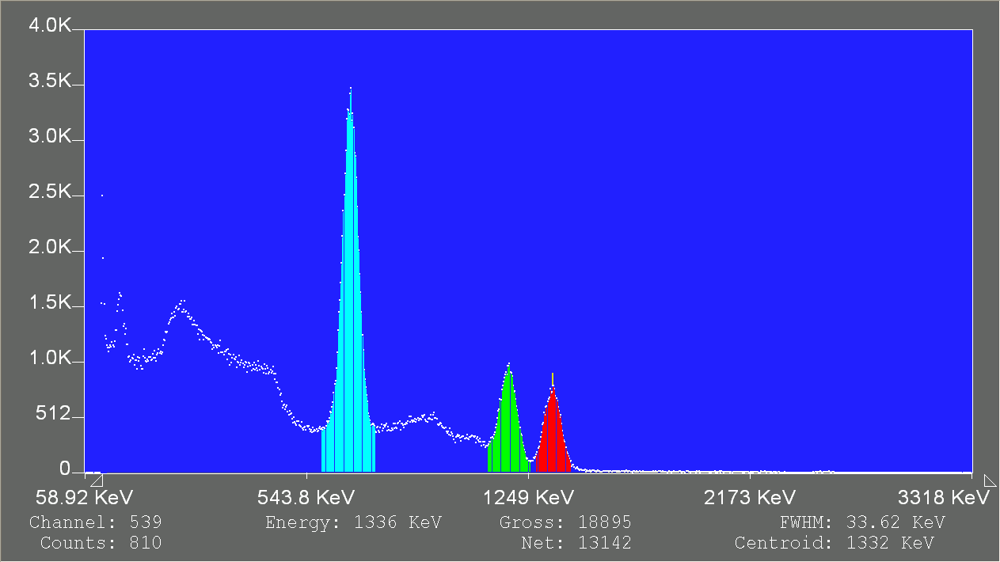 4.0K
3.5K
3.0K
2.5K
2.0K
1.5K
1.0K
512
0
58.92 KeV 543.8 KeV 1249 KeV 2173 KeV 3318 KeV
Channel: 539 Energy: 1336 KeV Gross: 18895 FWHM: 33.62 KeV
Counts: 810 Net: 13142 Centroid: 1332 KeV